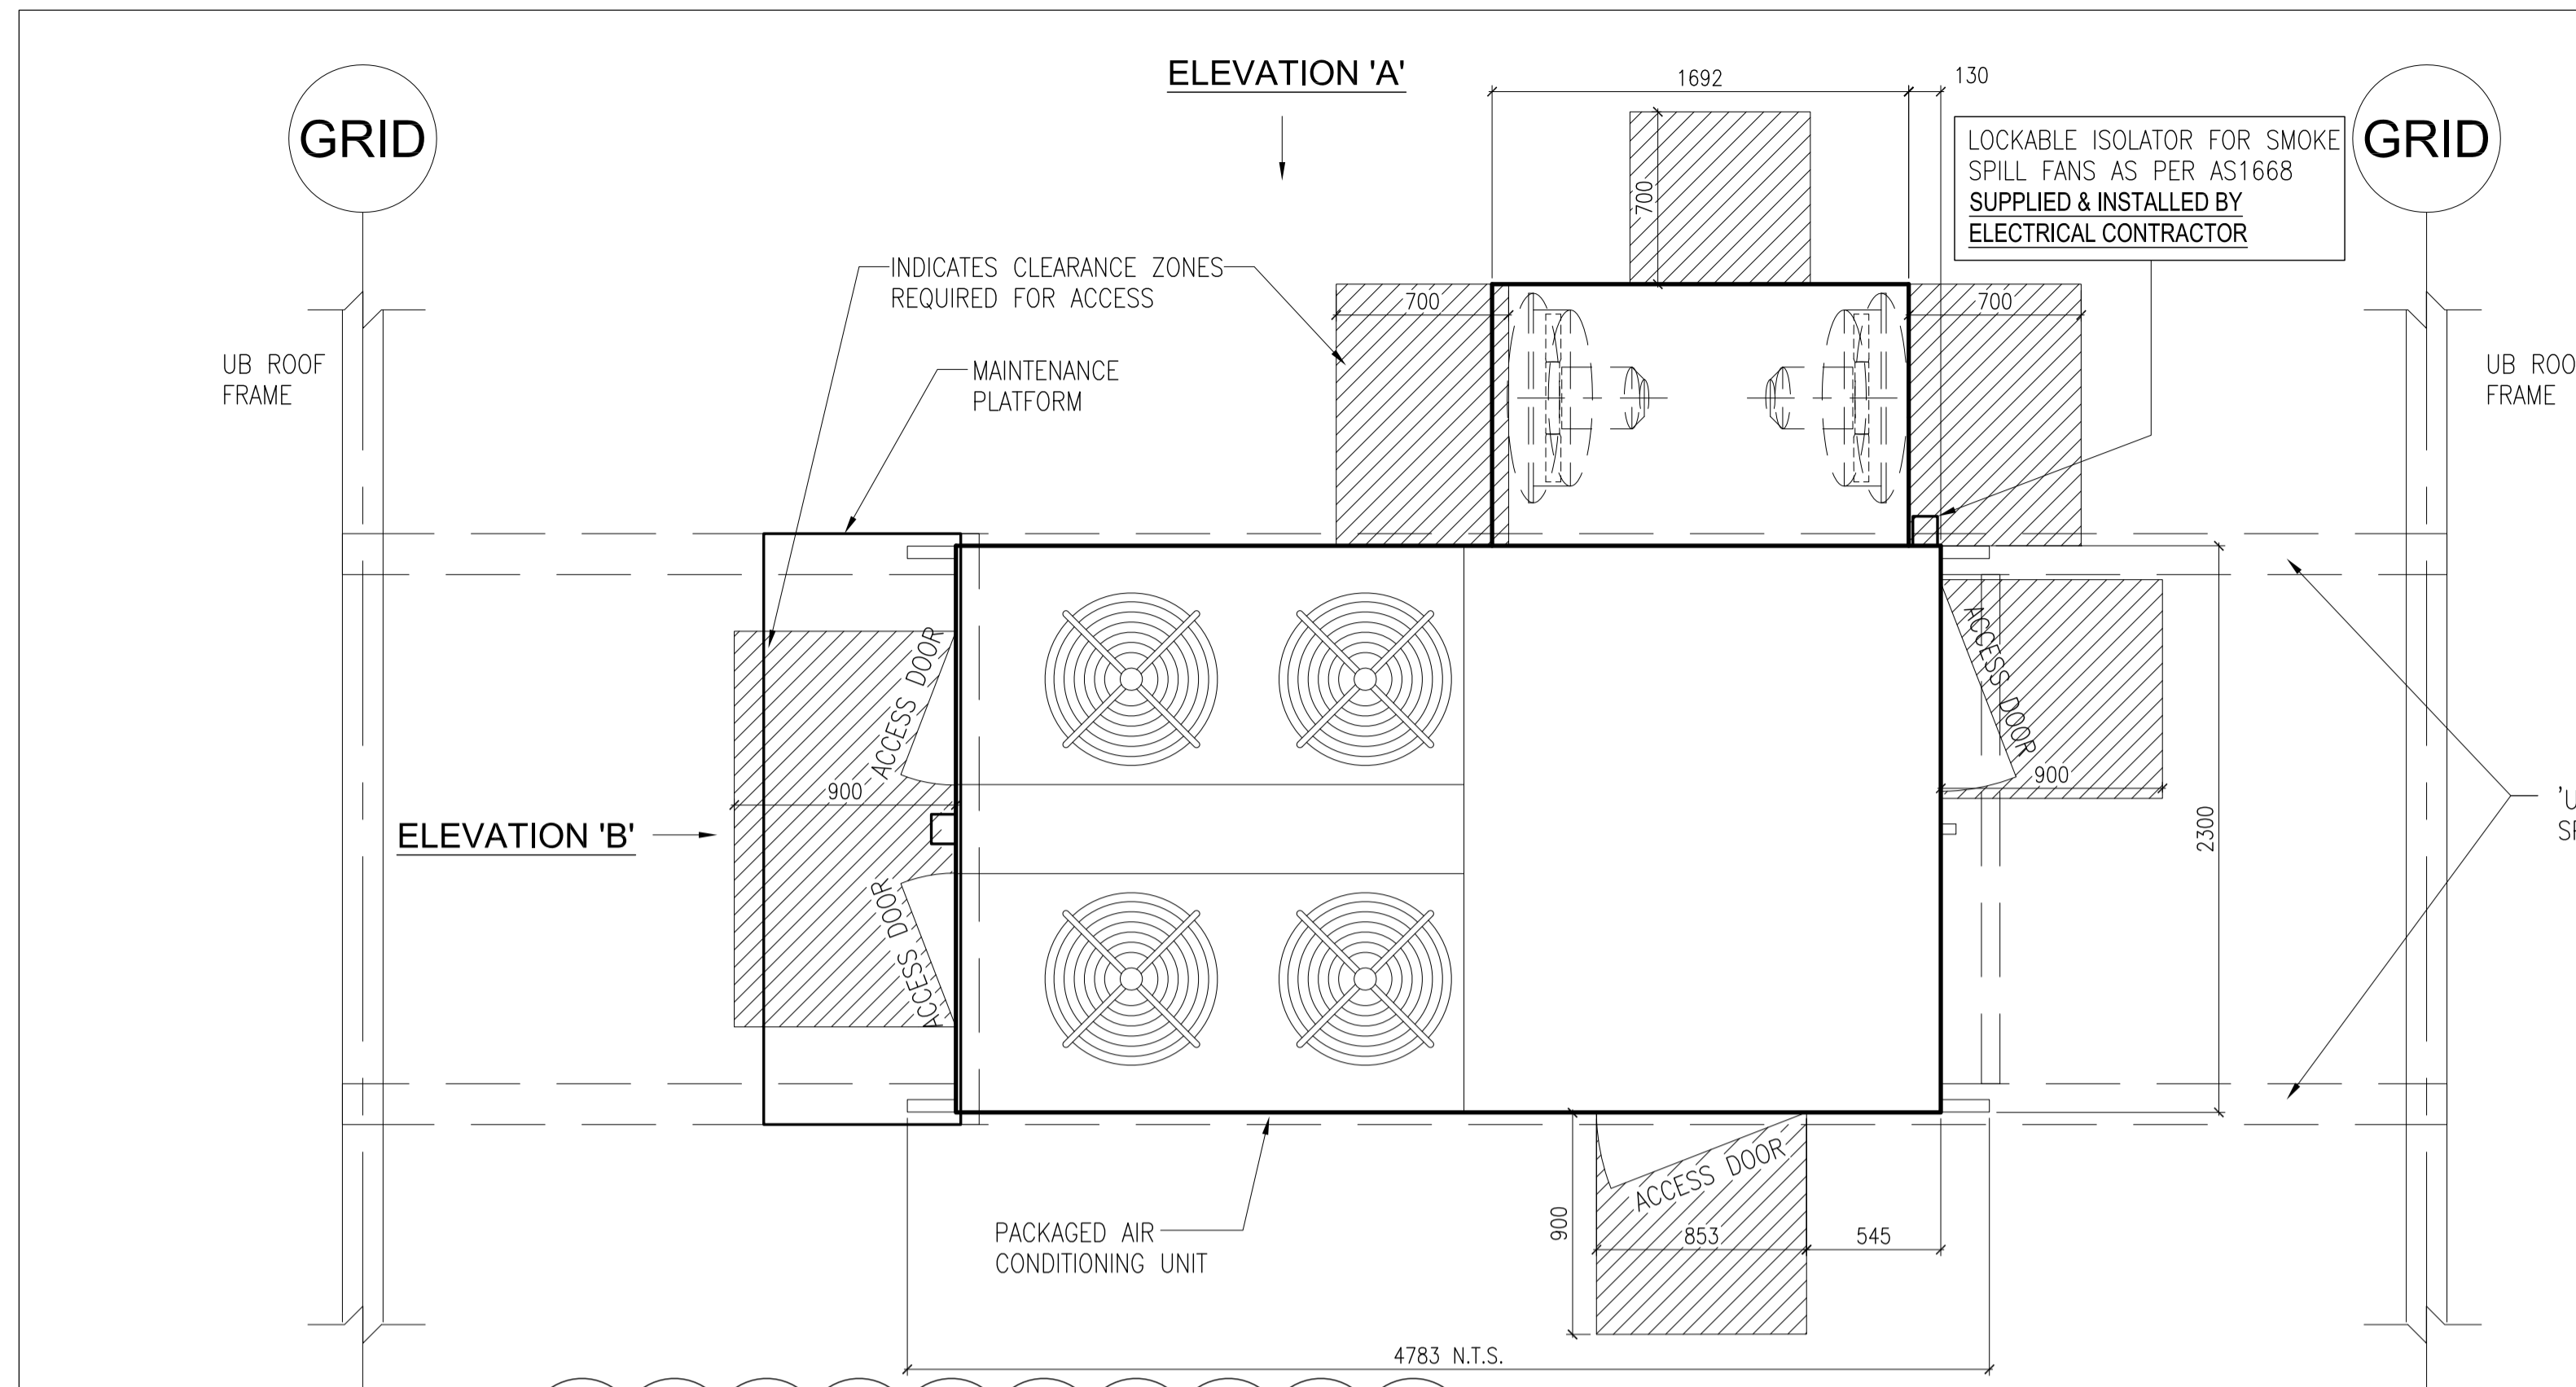 ELEVATION 'A'
1692
130
GRID
GRID
LOCKABLE ISOLATOR FOR SMOKE
SPILL FANS AS PER AS1668
SUPPLIED & INSTALLED BY
ELECTRICAL CONTRACTOR
700
INDICATES CLEARANCE ZONES
REQUIRED FOR ACCESS
700
700
UB ROOF
FRAME
MAINTENANCE
PLATFORM
UB ROO
FRAME
ACCESS DOOR
ACCESS DOOR
900
900
ELEVATION 'B'
2300
'U
SP
ACCESS DOOR
ACCESS DOOR
PACKAGED AIR
CONDITIONING UNIT
900
853
545
4783 N.T.S.